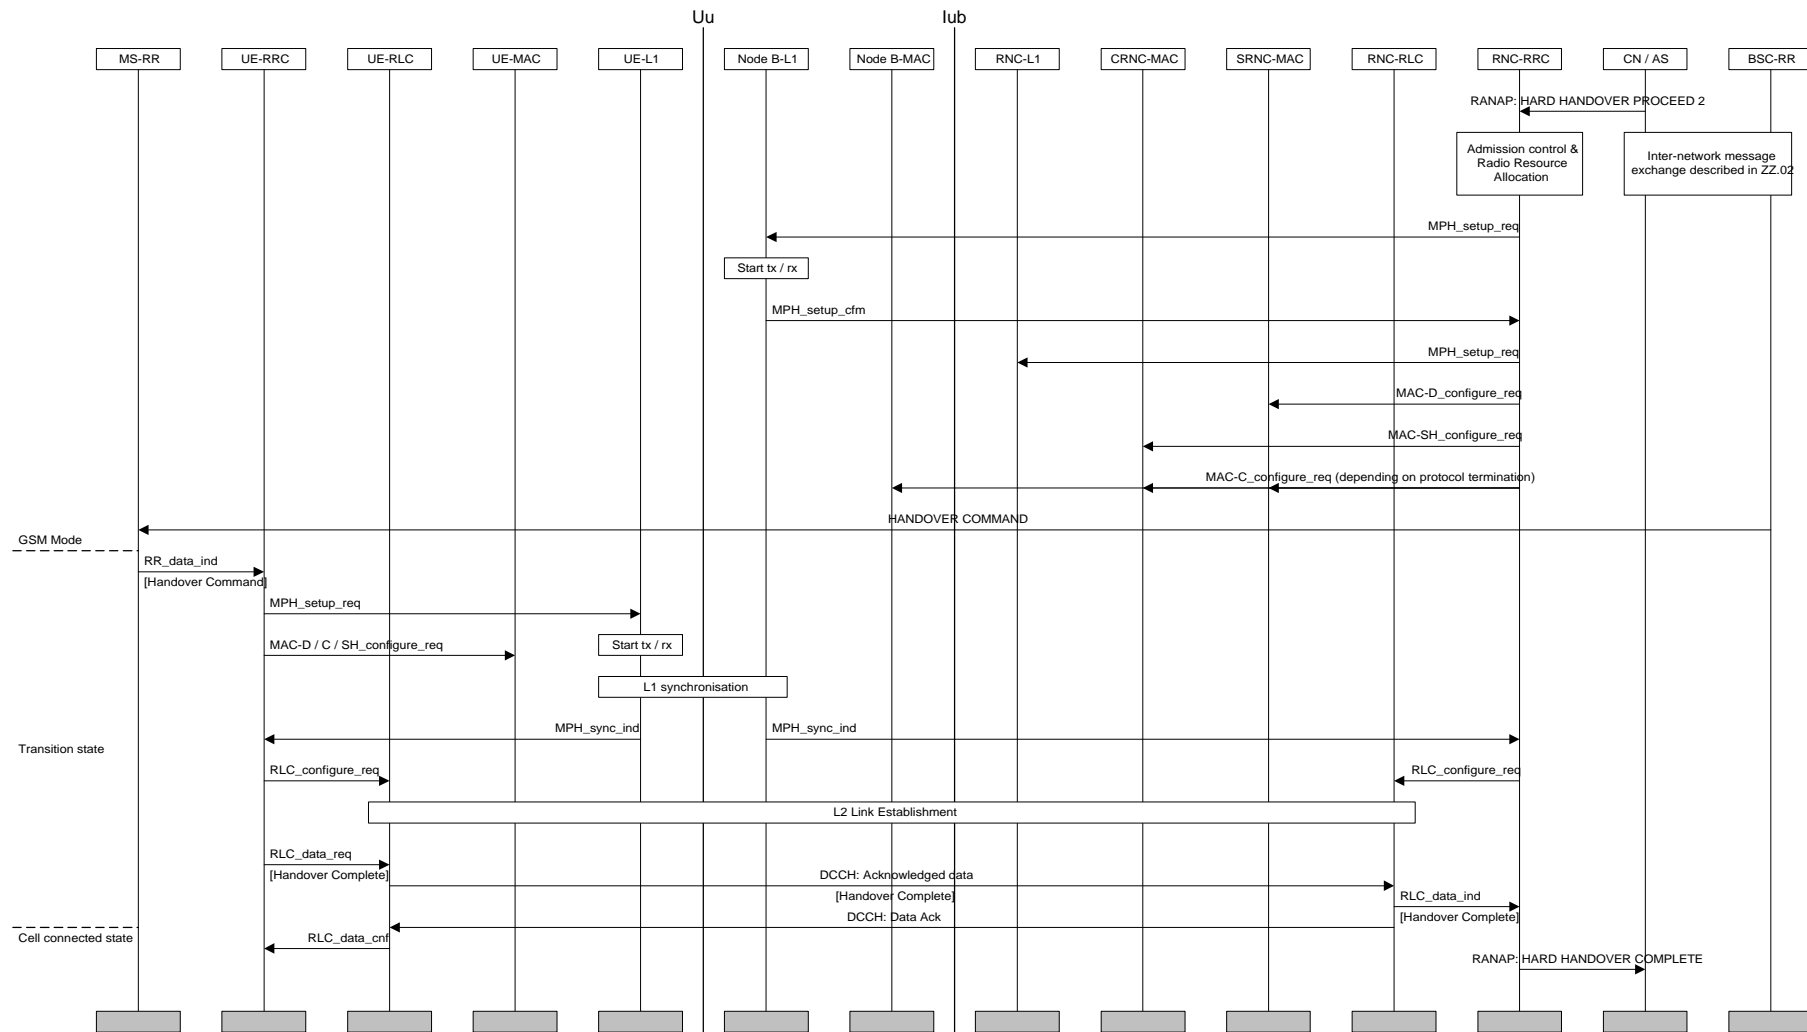 Uu
Iub
MS-RR
UE-RRC
UE-RLC
UE-MAC
UE-L1
Node B-L1
Node B-MAC
RNC-L1
CRNC-MAC
SRNC-MAC
RNC-RLC
RNC-RRC
CN / AS
BSC-RR
RANAP: HARD HANDOVER PROCEED 2
Admission control &
Radio Resource
Allocation
Inter-network message
exchange described in ZZ.02
MPH_setup_req
Start tx / rx
MPH_setup_cfm
MPH_setup_req
MAC-D_configure_req
MAC-SH_configure_req
MAC-C_configure_req (depending on protocol termination)
HANDOVER COMMAND
GSM Mode
RR_data_ind
[Handover Command]
MPH_setup_req
MAC-D / C / SH_configure_req
Start tx / rx
L1 synchronisation
MPH_sync_ind
MPH_sync_ind
Transition state
RLC_configure_req
RLC_configure_req
L2 Link Establishment
RLC_data_req
[Handover Complete]
DCCH: Acknowledged data
[Handover Complete]
RLC_data_ind
[Handover Complete]
DCCH: Data Ack
Cell connected state
RLC_data_cnf
RANAP: HARD HANDOVER COMPLETE